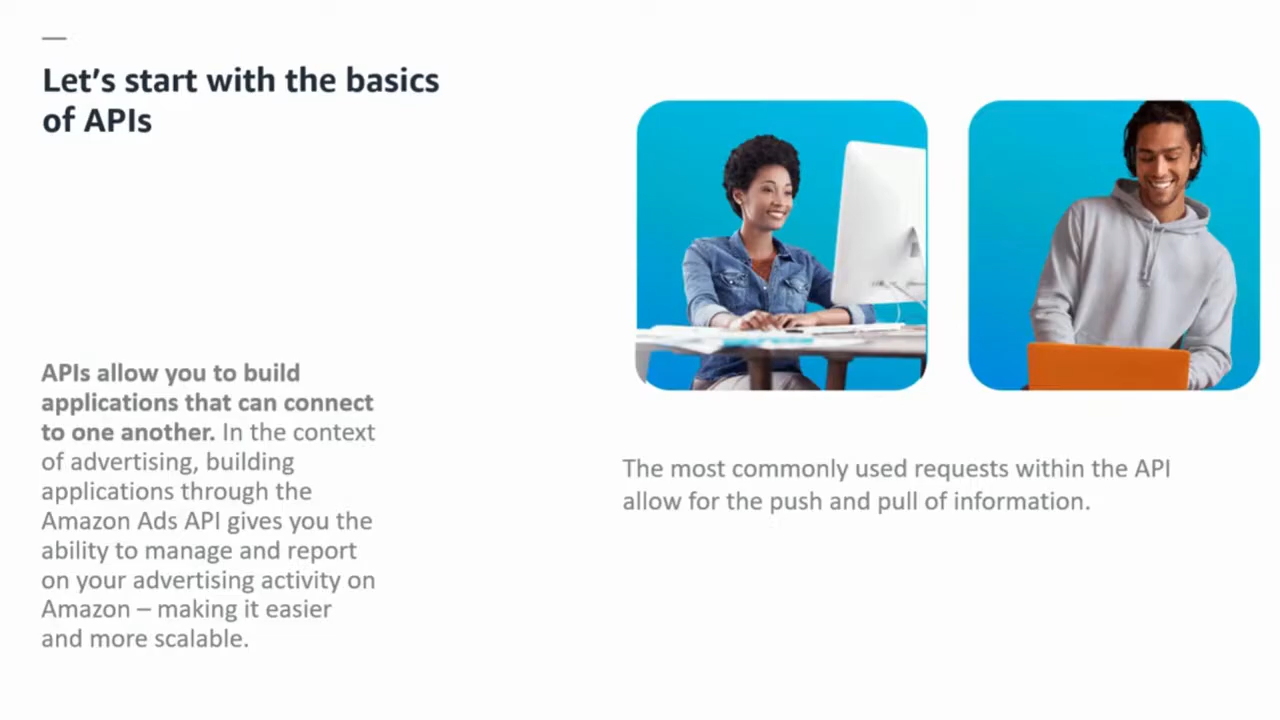 Let’s start with the basics
of APIs
APIs allow you to build
applications that can connect
to one another. In the context
of advertising, building
applications through the
Amazon Ads API gives you the
ability to manage and report
on your advertising activity on
Amazon – making it easier
and more scalable.
The most commonly used requests within the API
allow for the push and pull of information.